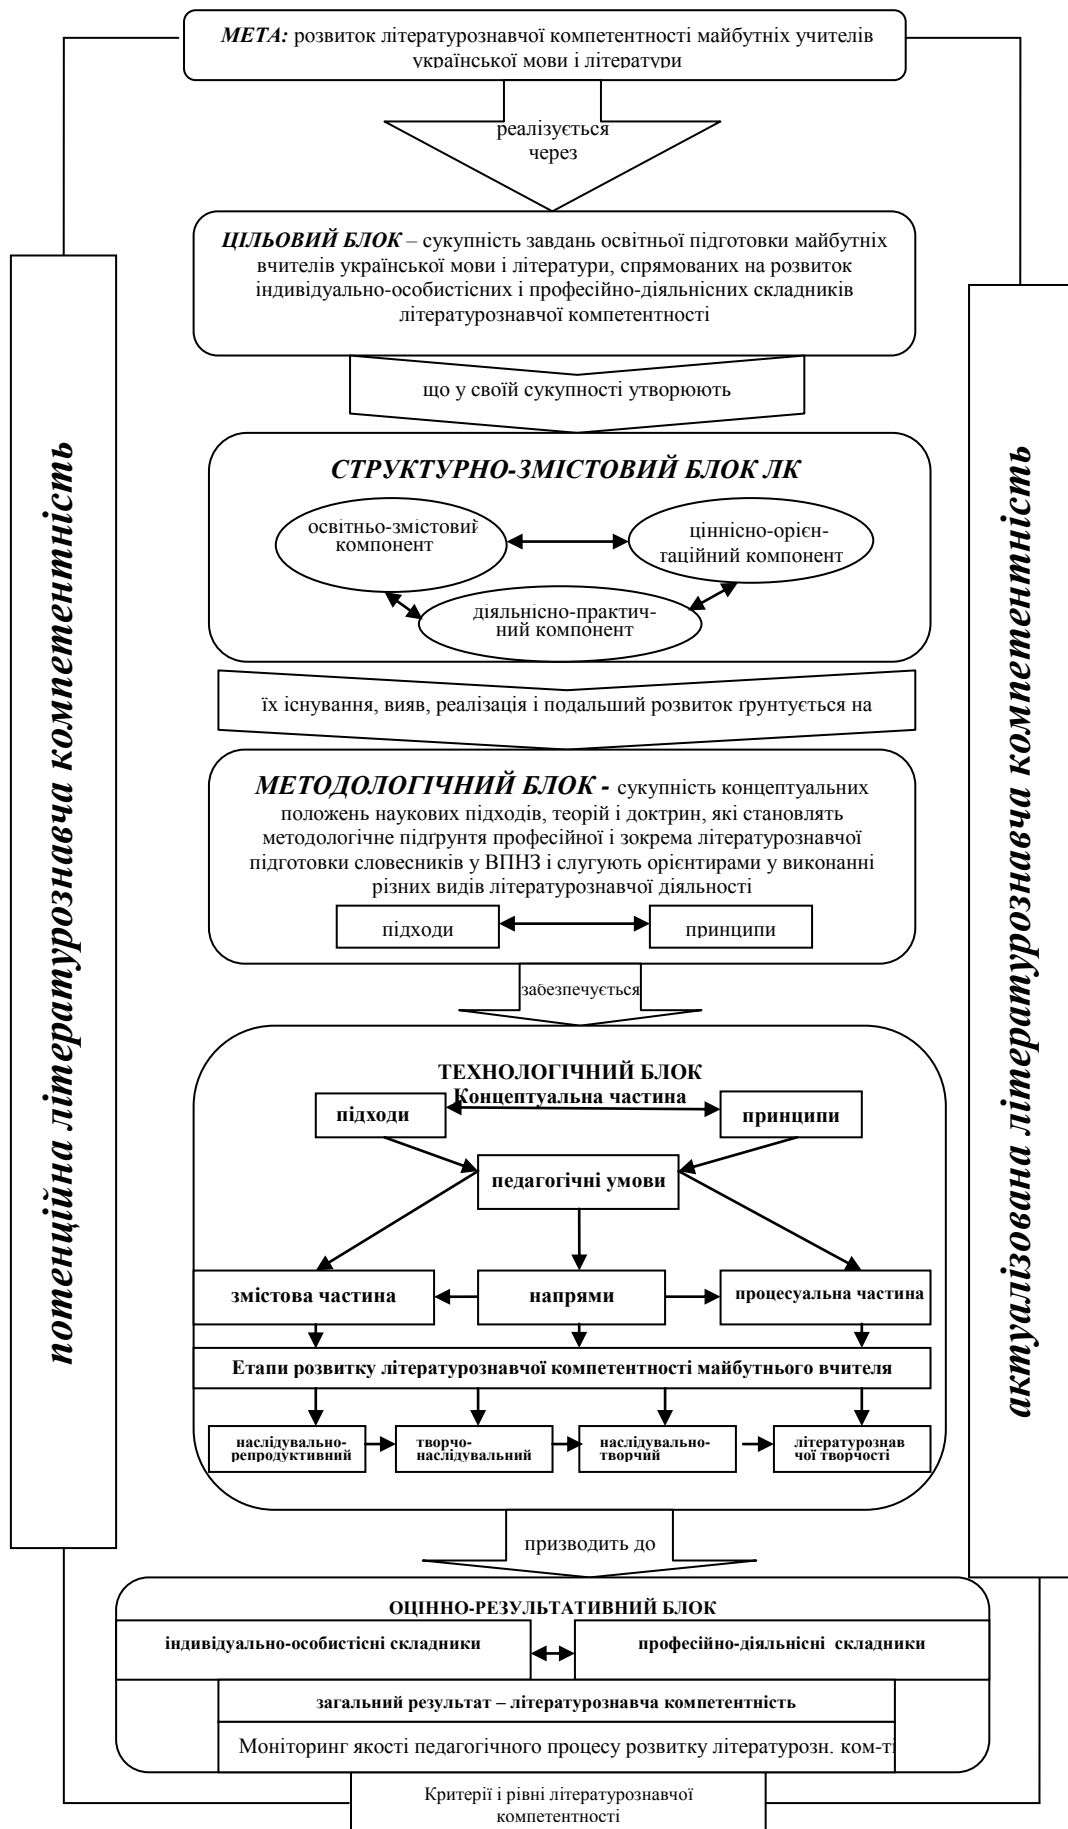 МЕТА: розвиток літературознавчої компетентності майбутніх учителів
української мови і літератури
реалізується
через
ЦІЛЬОВИЙ БЛОК – сукупність завдань освітньої підготовки майбутніх
вчителів української мови і літератури, спрямованих на розвиток
індивідуально-особистісних і професійно-діяльнісних складників
літературознавчої компетентності
що у своїй сукупності утворюють
потенційна літературознавча компетентність
актуалізована літературознавча компетентність
СТРУКТУРНО-ЗМІСТОВИЙ БЛОК ЛК
освітньо-змістовий
компонент
ціннісно-орієн-
таційний компонент
діяльнісно-практич-
ний компонент
їх існування, вияв, реалізація і подальший розвиток ґрунтується на
МЕТОДОЛОГІЧНИЙ БЛОК - сукупність концептуальних
положень наукових підходів, теорій і доктрин, які становлять
методологічне підґрунтя професійної і зокрема літературознавчої
підготовки словесників у ВПНЗ і слугують орієнтирами у виконанні
різних видів літературознавчої діяльності
підходи
принципи
забезпечується
ТЕХНОЛОГІЧНИЙ БЛОК
Концептуальна частина
підходи
принципи
педагогічні умови
змістова частина
напрями
процесуальна частина
Етапи розвитку літературознавчої компетентності майбутнього вчителя
наслідувально-
репродуктивний
творчо-
наслідувальний
наслідувально-
творчий
літературознав
чої творчості
призводить до
ОЦІННО-РЕЗУЛЬТАТИВНИЙ БЛОК
індивідуально-особистісні складники
професійно-діяльнісні складники
загальний результат – літературознавча компетентність
Моніторинг якості педагогічного процесу розвитку літературозн. ком-ті
Критерії і рівні літературознавчої
компетентності